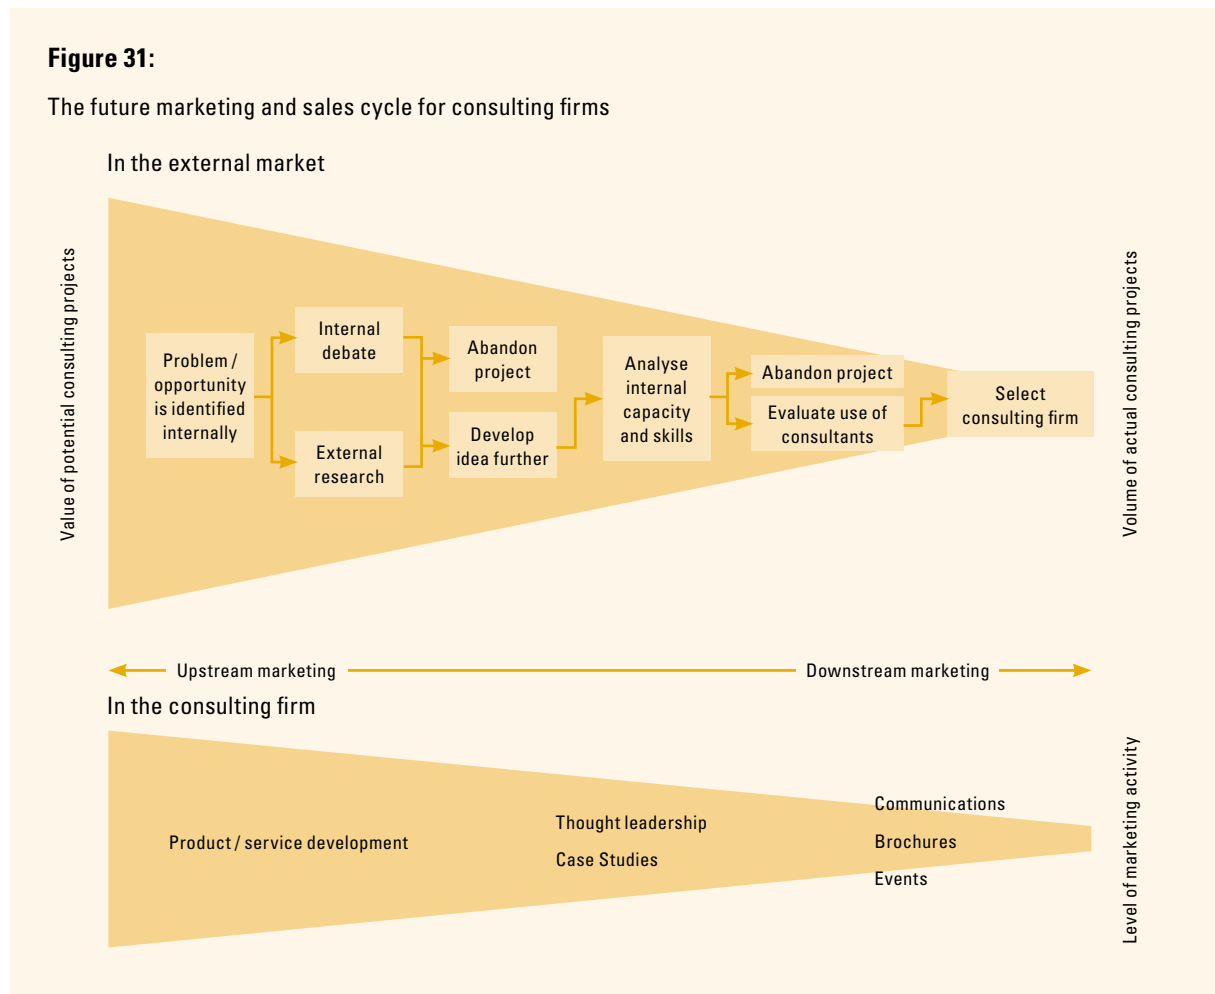 Figure 31:
The future marketing and sales cycle for consulting firms
In the external market
Value of potential consulting projects
Problem /
opportunity
is identified
internally
Internal
debate
External
research
Abandon
project
Develop
idea further
Analyse
internal
capacity
and skills
Abandon project
Evaluate use of
consultants
Select
consulting firm
Volume of actual consulting projects
Upstream marketing
Downstream marketing
In the consulting firm
Product / service development
Thought leadership
Case Studies
Communications
Brochures
Events
Level of marketing activity